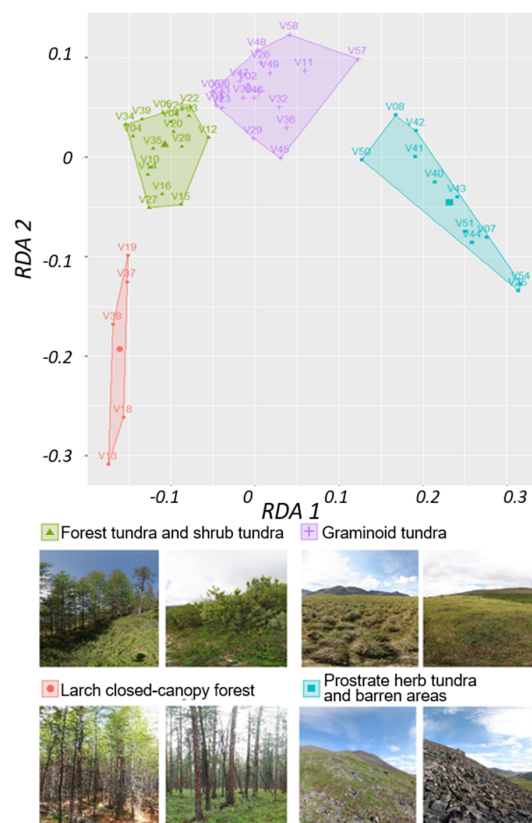 0.1
0
-0.1
-0.2
-0.3
RDA 2
V58
V48
V26
V49
V11
V57
V47
V02
V32
V36
V29
V45
V22
V34
V39
V20
V12
V35
V28
V10
V16
V27
V15
V08
V42
V50
V41
V40
V43
V51
V44
V07
V54
V19
V37
V38
V18
V13
-0.1
0
0.1
0.2
0.3
RDA 1
Forest tundra and shrub tundra
Graminoid tundra
Larch closed-canopy forest
Prostrate herb tundra
and barren areas